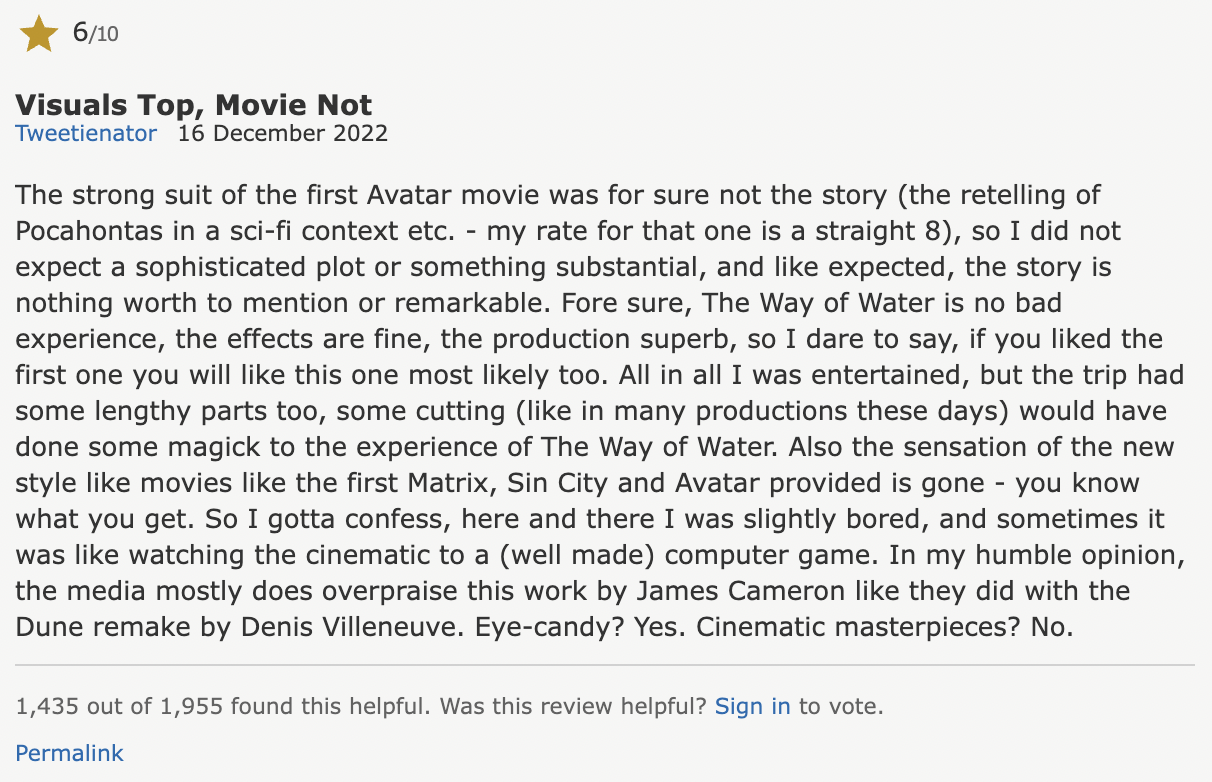 6/10
Visuals Top, Movie Not
Tweetienator 16 December 2022
The strong suit of the first Avatar movie was for sure not the story (the retelling of
Pocahontas in a sci-fi context etc. - my rate for that one is a straight 8), so I did not
expect a sophisticated plot or something substantial, and like expected, the story is
nothing worth to mention or remarkable. Fore sure, The Way of Water is no bad
experience, the effects are fine, the production superb, so I dare to say, if you liked the
first one you will like this one most likely too. All in all I was entertained, but the trip had
some lengthy parts too, some cutting (like in many productions these days) would have
done some magick to the experience of The Way of Water. Also the sensation of the new
style like movies like the first Matrix, Sin City and Avatar provided is gone - you know
what you get. So I gotta confess, here and there I was slightly bored, and sometimes it
was like watching the cinematic to a (well made) computer game. In my humble opinion,
the media mostly does overpraise this work by James Cameron like they did with the
Dune remake by Denis Villeneuve. Eye-candy? Yes. Cinematic masterpieces? No.
1,435 out of 1,955 found this helpful. Was this review helpful? Sign in to vote.
Permalink